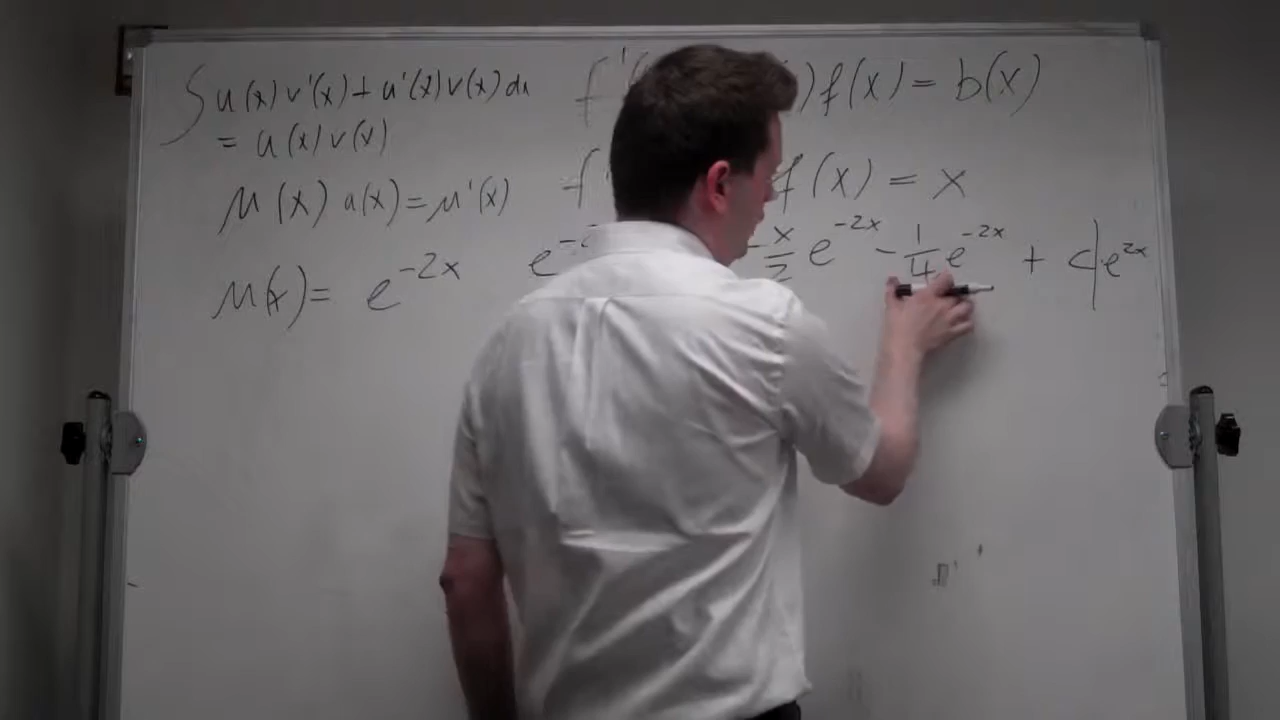 ∫ u(x) v'(x) + u'(x) v(x) dx
= u(x) v(x)
f'( ) f(x) = b(x)
μ(x) a(x) = μ'(x)
f' f(x) = x
μ(x) = e^{-2x}
e^{- - x/2 e^{-2x} - 1/4 e^{-2x} + c | · e^{2x}